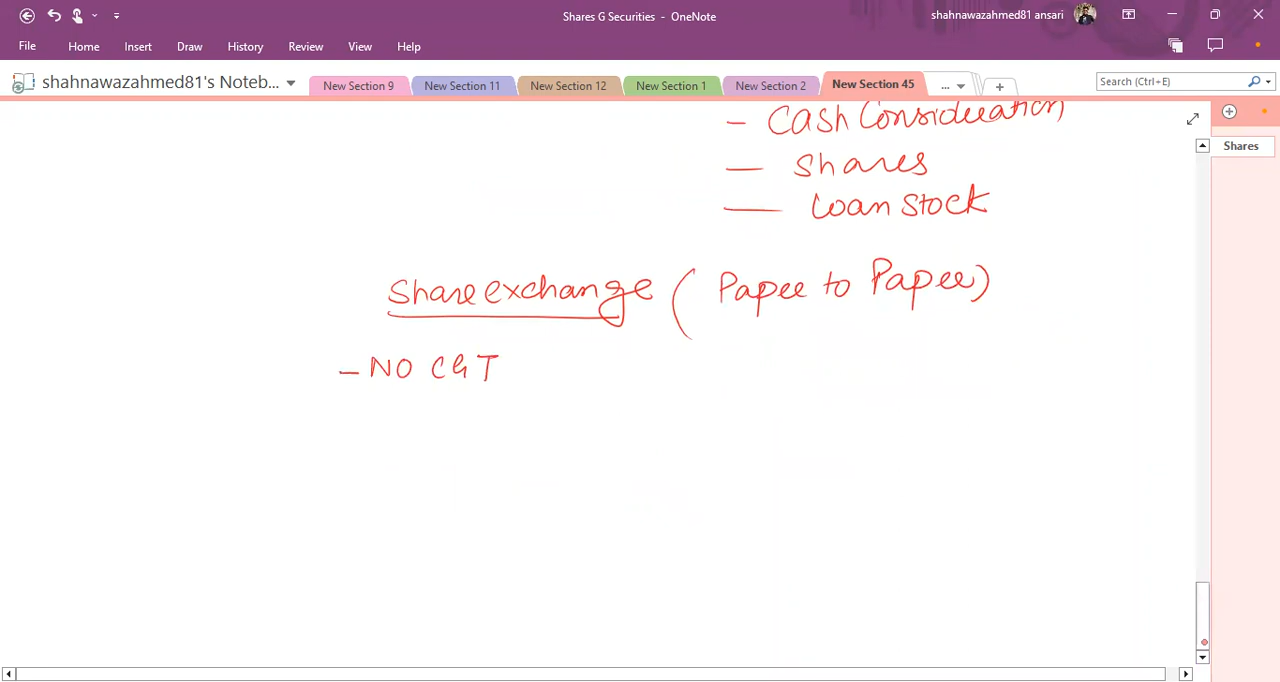 Shares G Securities - OneNote
shahnawazahmed81 ansari
File Home Insert Draw History Review View Help
shahnawazahmed81's Noteb...
New Section 9 New Section 11 New Section 12 New Section 1 New Section 2 New Section 45 ...
Search (Ctrl+E)
Shares
- Cash Consideration
- Shares
- Loan Stock
Share exchange (Paper to Paper)
- NO CGT